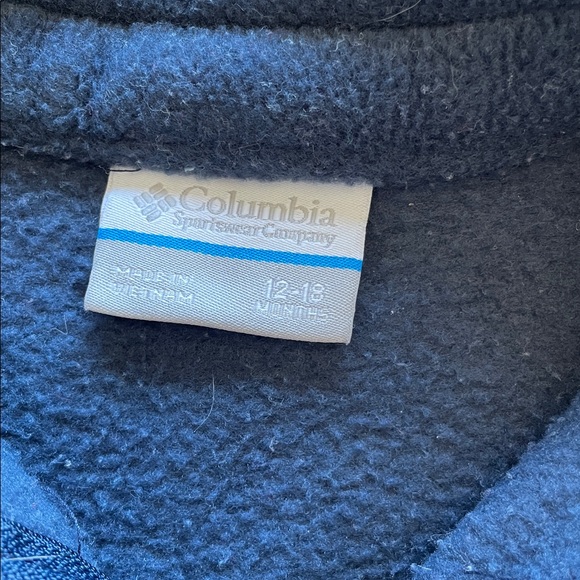 Columbia
Sportswear Company
MADE IN
VIETNAM
12-18
MONTHS